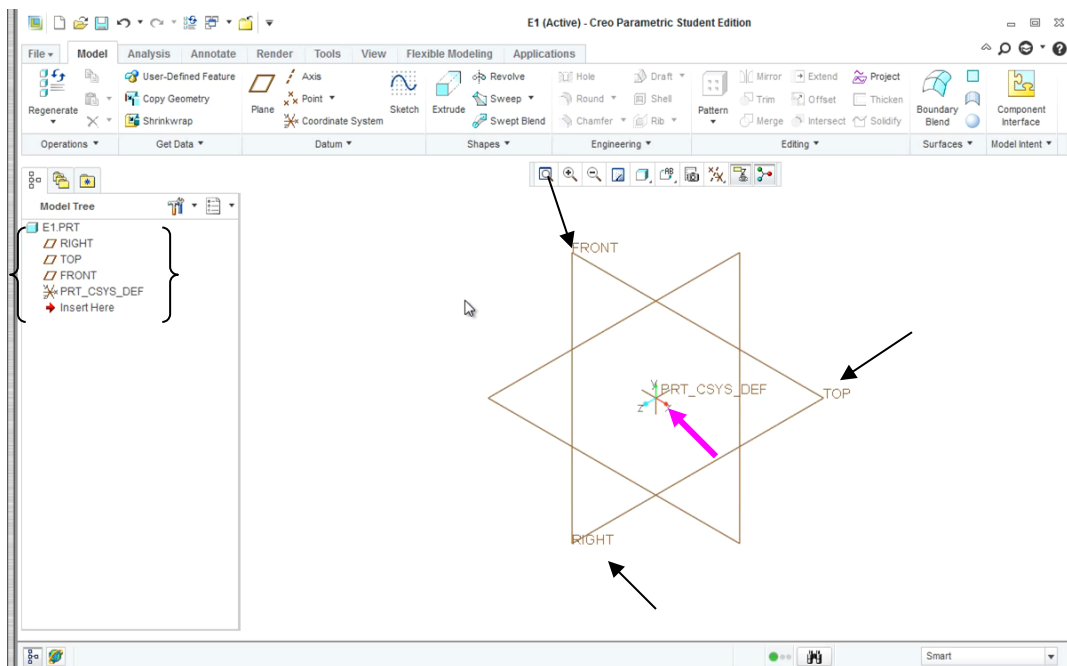 E1 (Active) - Creo Parametric Student Edition
File Model Analysis Annotate Render Tools View Flexible Modeling Applications
Regenerate
User-Defined Feature
Copy Geometry
Shrinkwrap
Plane
Axis
Point
Coordinate System
Sketch
Extrude
Revolve
Sweep
Swept Blend
Hole
Round
Chamfer
Draft
Shell
Rib
Pattern
Mirror
Trim
Merge
Extend
Offset
Intersect
Project
Thicken
Solidify
Boundary
Blend
Component
Interface
Operations Get Data Datum Shapes Engineering Editing Surfaces Model Intent
Model Tree
E1.PRT
RIGHT
TOP
FRONT
PRT_CSYS_DEF
Insert Here
FRONT
y
PRT_CSYS_DEF
TOP
z
x
RIGHT
Smart